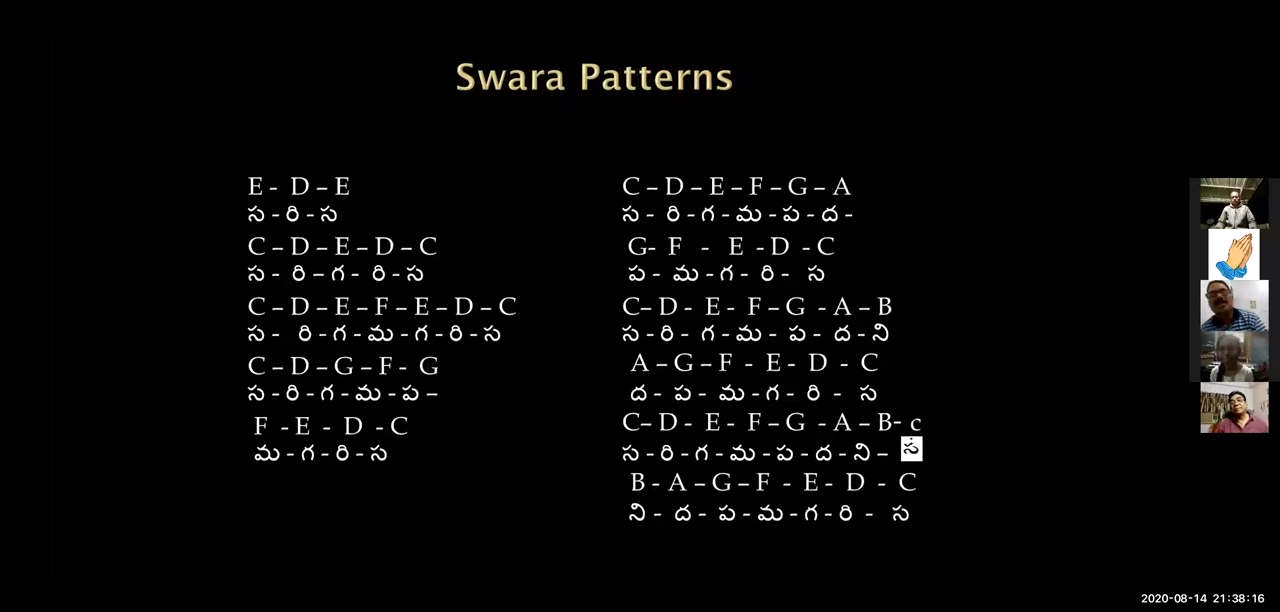 Swara Patterns
E - D – E
స - రి - స
C – D – E – D – C
స - రి – గ - రి - స
C – D – E – F – E – D – C
స - రి - గ - మ - గ - రి - స
C – D – G – F - G
స - రి - గ - మ - ప –
F - E - D - C
మ - గ - రి - స
C – D – E – F – G – A
స - రి - గ - మ - ప - ద -
G- F - E - D - C
ప - మ - గ - రి - స
C– D - E - F – G - A – B
స - రి - గ - మ - ప - ద - ని
A – G – F - E - D - C
ద - ప - మ - గ - రి - స
C– D - E - F – G - A – B- c
స - రి - గ - మ - ప - ద - ని – స̇
B - A – G – F - E - D - C
ని - ద - ప - మ - గ - రి - స
2020-08-14 21:38:16